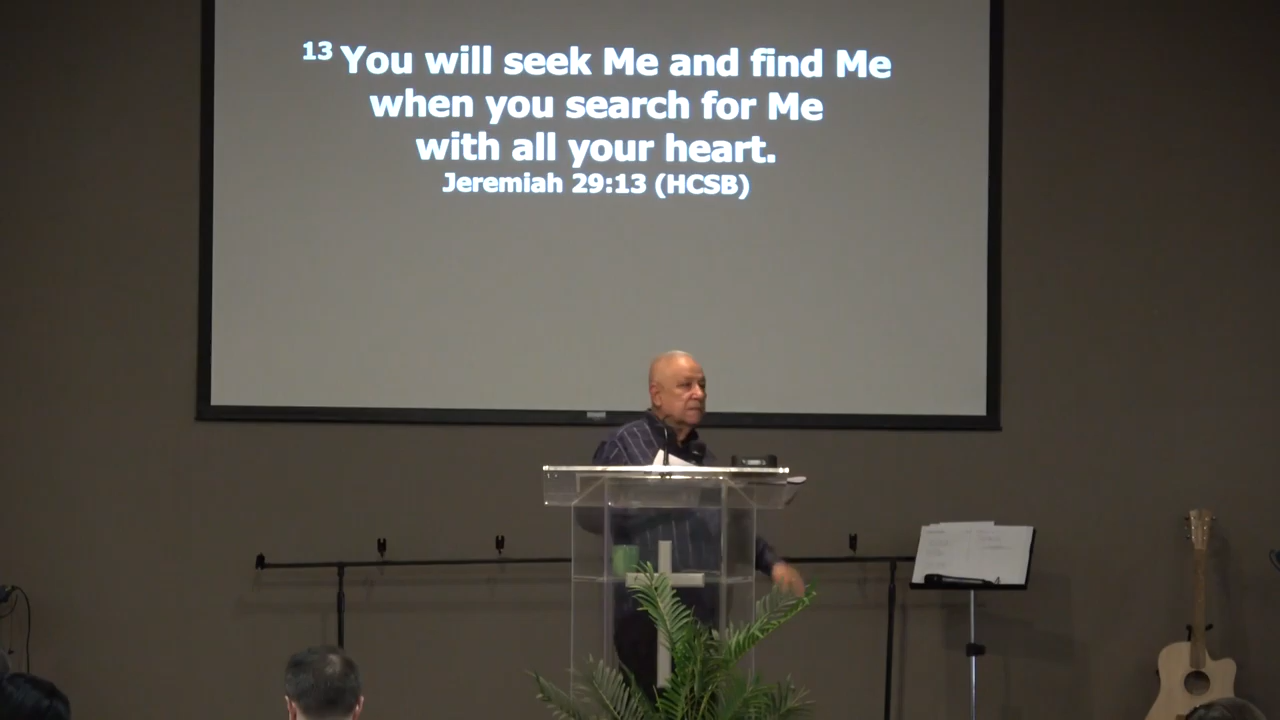 13 You will seek Me and find Me
when you search for Me
with all your heart.
Jeremiah 29:13 (HCSB)